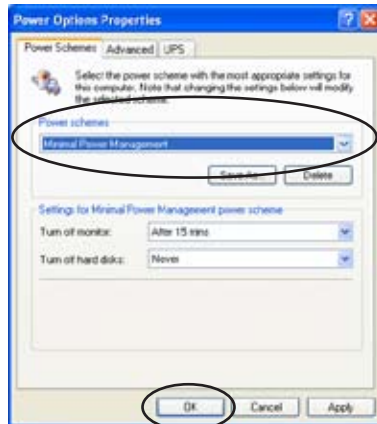 Power Options Properties
Power Schemes Advanced UPS
Select the power scheme with the most appropriate settings for
this computer. Note that changing the settings below will modify
the selected scheme.
Power schemes
Minimal Power Management
Save As... Delete
Settings for Minimal Power Management power scheme
Turn off monitor: After 15 mins
Turn off hard disks: Never
OK Cancel Apply